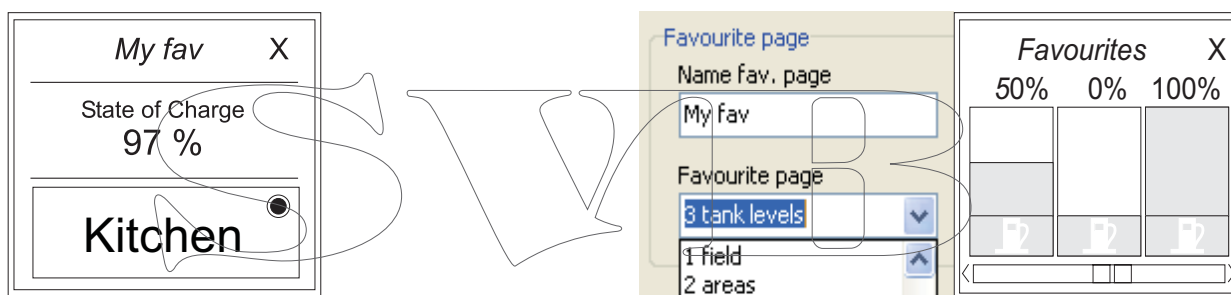 My fav X
State of Charge
97 %
Kitchen
SVB
Favourite page
Name fav. page
My fav
Favourite page
3 tank levels
1 field
2 areas
Favourites X
50% 0% 100%